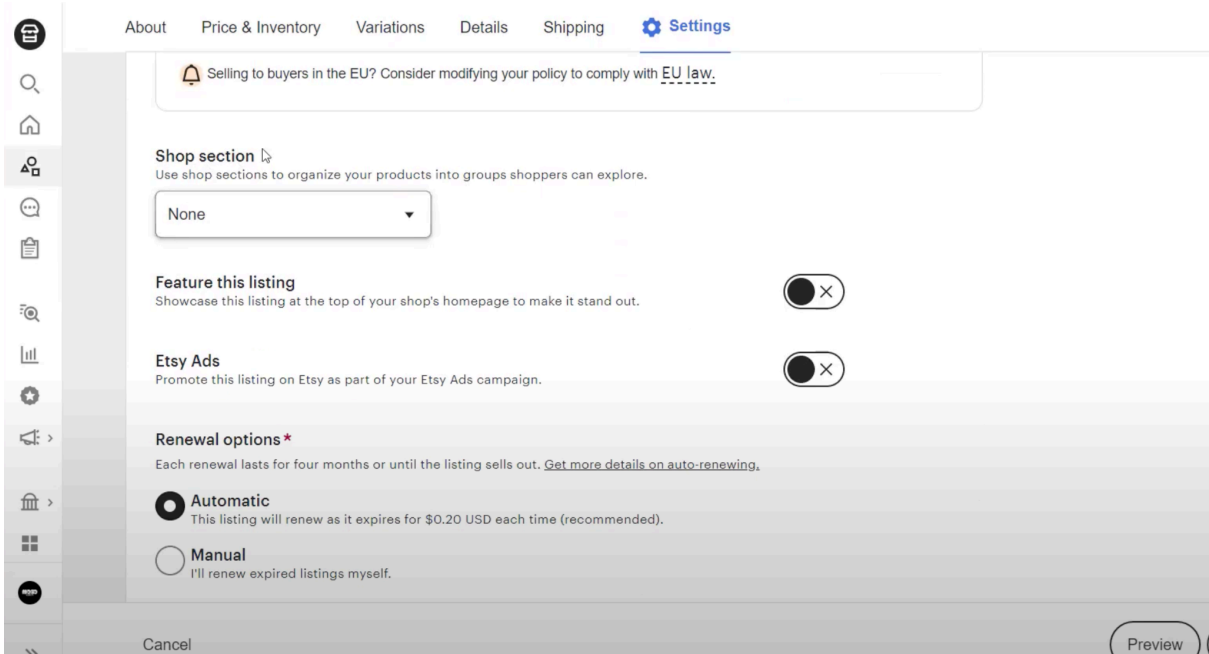 About Price & Inventory Variations Details Shipping Settings
Selling to buyers in the EU? Consider modifying your policy to comply with EU law.
Shop section
Use shop sections to organize your products into groups shoppers can explore.
None
Feature this listing
Showcase this listing at the top of your shop's homepage to make it stand out.
Etsy Ads
Promote this listing on Etsy as part of your Etsy Ads campaign.
Renewal options*
Each renewal lasts for four months or until the listing sells out. Get more details on auto-renewing.
Automatic
This listing will renew as it expires for $0.20 USD each time (recommended).
Manual
I'll renew expired listings myself.
Cancel Preview